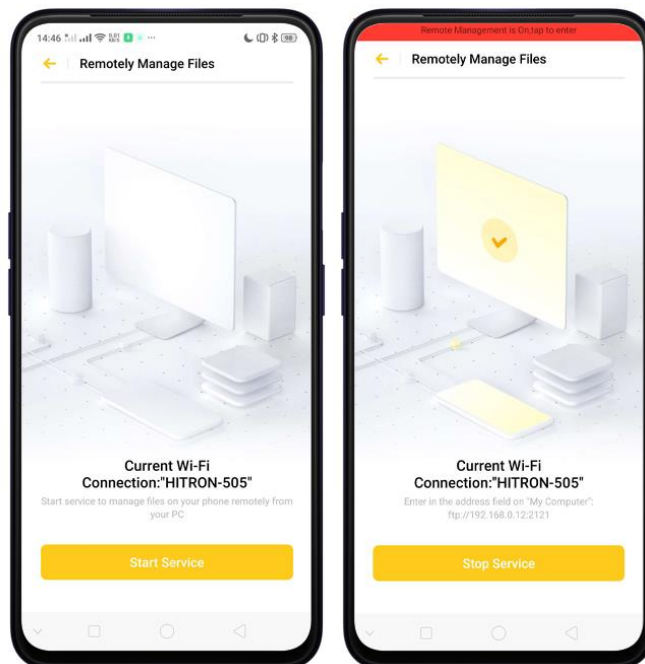 14:46
Remotely Manage Files
Current Wi-Fi
Connection:"HITRON-505"
Start service to manage files on your phone remotely from
your PC
Start Service
Remote Management is On,tap to enter
Remotely Manage Files
Current Wi-Fi
Connection:"HITRON-505"
Enter in the address field on "My Computer":
ftp://192.168.0.12:2121
Stop Service